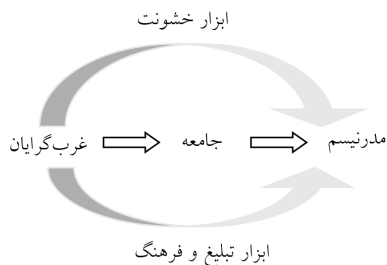 ابزار خشونت
غرب‌گرایان
جامعه
مدرنیسم
ابزار تبلیغ و فرهنگ